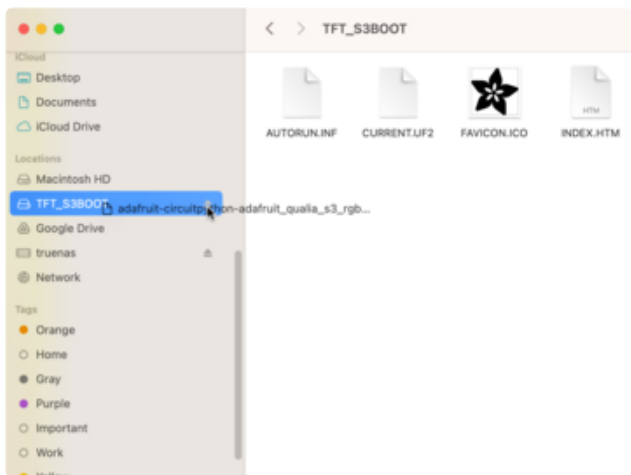 TFT_S3BOOT
iCloud
Desktop
Documents
iCloud Drive
Locations
Macintosh HD
TFT_S3BOOT
adafruit-circuitpython-adafruit_qualia_s3_rgb...
Google Drive
truenas
Network
Tags
Orange
Home
Gray
Purple
Important
Work
Yellow
AUTORUN.INF
CURRENT.UF2
FAVICON.ICO
HTM
INDEX.HTM